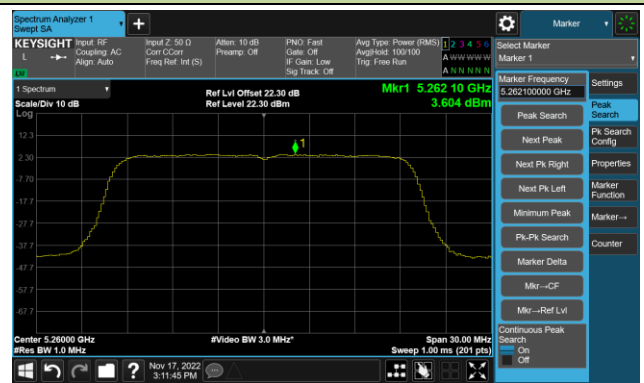 Spectrum Analyzer 1
Swept SA
Marker
KEYSIGHT
L
LW
Input: RF
Coupling: AC
Align: Auto
Input Z: 50 Ω
Corr CCorr
Freq Ref: Int (S)
Atten: 10 dB
Preamp: Off
PNO: Fast
Gate: Off
IF Gain: Low
Sig Track: Off
Avg Type: Power (RMS)
Avg|Hold: 100/100
Trig: Free Run
1 2 3 4 5 6
A W W W W W
A N N N N N
Select Marker
Marker 1
1 Spectrum
Scale/Div 10 dB
Log
Ref Lvl Offset 22.30 dB
Ref Level 22.30 dBm
Mkr1 5.262 10 GHz
3.604 dBm
12.3
2.30
-7.70
-17.7
-27.7
-37.7
-47.7
-57.7
-67.7
1
Center 5.26000 GHz
#Res BW 1.0 MHz
#Video BW 3.0 MHz*
Span 30.00 MHz
Sweep 1.00 ms (201 pts)
Marker Frequency
5.262100000 GHz
Peak Search
Next Peak
Next Pk Right
Next Pk Left
Minimum Peak
Pk-Pk Search
Marker Delta
Mkr→CF
Mkr→Ref Lvl
Continuous Peak
Search
On
Off
Settings
Peak
Search
Pk Search
Config
Properties
Marker
Function
Marker→
Counter
?
Nov 17, 2022
3:11:45 PM